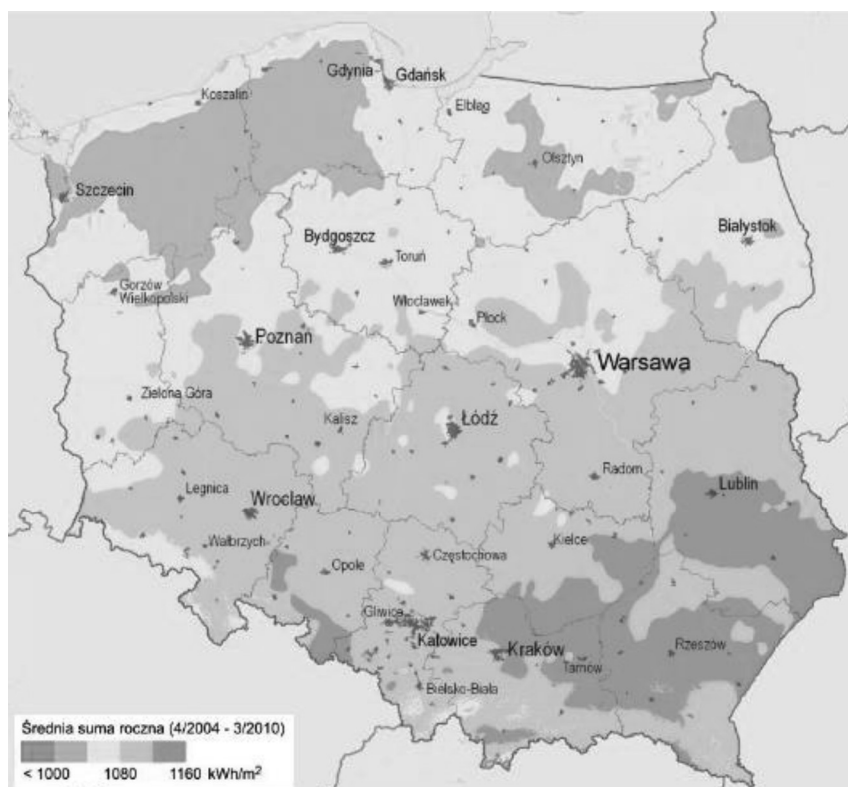 Gdynia
Gdańsk
Koszalin
Elbląg
Olsztyn
Szczecin
Białystok
Bydgoszcz
Toruń
Gorzów
Wielkopolski
Włocławek
Płock
Poznań
Warsawa
Zielona Góra
Kalisz
Łódź
Radom
Legnica
Wrocław
Lublin
Wałbrzych
Kielce
Opole
Częstochowa
Gliwice
Katowice
Kraków
Tarnów
Rzeszów
Bielsko-Biała
Średnia suma roczna (4/2004 - 3/2010)
< 1000 1080 1160 kWh/m²